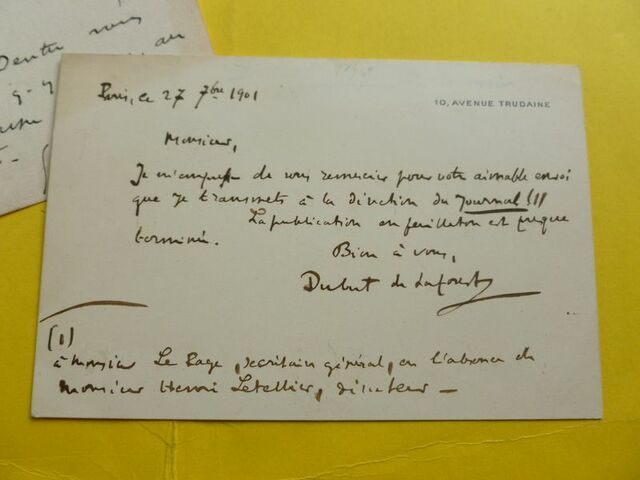 Paris, ce 27 7bre 1901
10, AVENUE TRUDAINE
Monsieur,
Je m'empresse de vous remercier pour votre aimable envoi
que je transmets à la direction du Journal (1)
La publication en feuilleton est presque
terminée.
Bien à vous,
Dubut de Laforest
(1)
à Monsieur Le Page, secrétaire général, en l'absence de
Monsieur Henri Letellier, directeur —